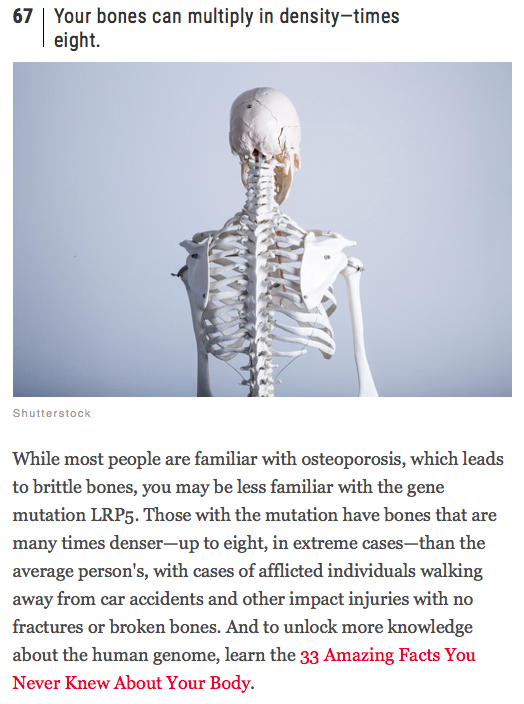 67 Your bones can multiply in density—times
eight.
Shutterstock
While most people are familiar with osteoporosis, which leads
to brittle bones, you may be less familiar with the gene
mutation LRP5. Those with the mutation have bones that are
many times denser—up to eight, in extreme cases—than the
average person's, with cases of afflicted individuals walking
away from car accidents and other impact injuries with no
fractures or broken bones. And to unlock more knowledge
about the human genome, learn the 33 Amazing Facts You
Never Knew About Your Body.